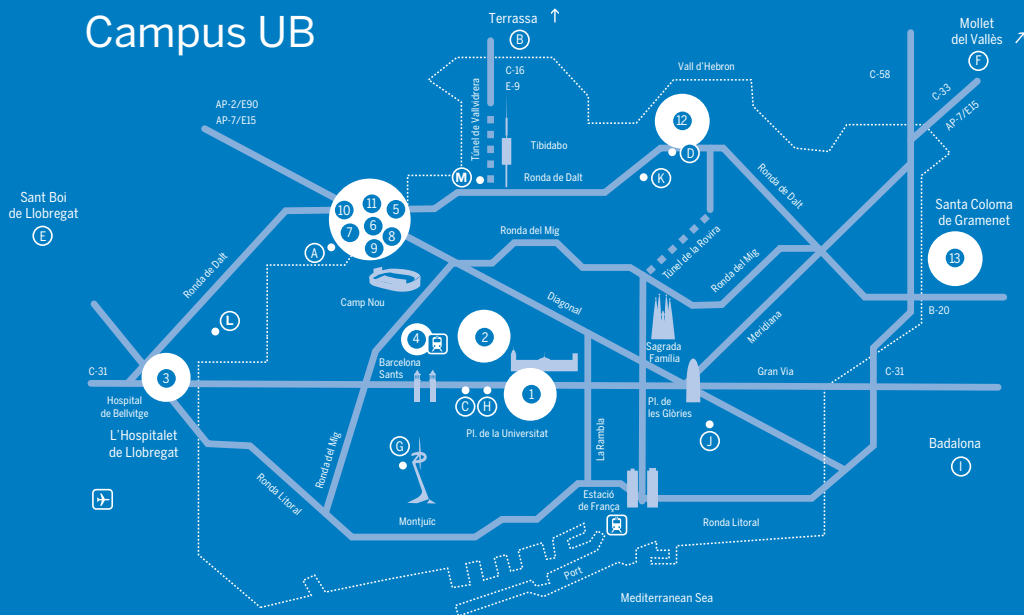 Campus UB
Terrassa ↑
B
Mollet
del Vallès
F
C-16
E-9
Vall d'Hebron
C-58
C-33
AP-7/E15
AP-2/E90
AP-7/E15
Túnel de Vallvidrera
Tibidabo
12
D
M
Ronda de Dalt
K
Ronda de Dalt
Sant Boi
de Llobregat
E
10
11
5
7
6
8
9
A
Santa Coloma
de Gramenet
13
Ronda del Mig
Túnel de la Rovira
Ronda del Mig
Ronda de Dalt
Camp Nou
Diagonal
Meridiana
B-20
L
4
2
Sagrada
Família
Barcelona
Sants
C-31
3
1
Gran Via
C-31
Hospital
de Bellvitge
C
H
Pl. de
les Glòries
L'Hospitalet
de Llobregat
Pl. de la Universitat
J
G
La Rambla
Badalona
I
Ronda del Mig
Ronda Litoral
Montjuïc
Estació
de França
Ronda Litoral
Port
Mediterranean Sea